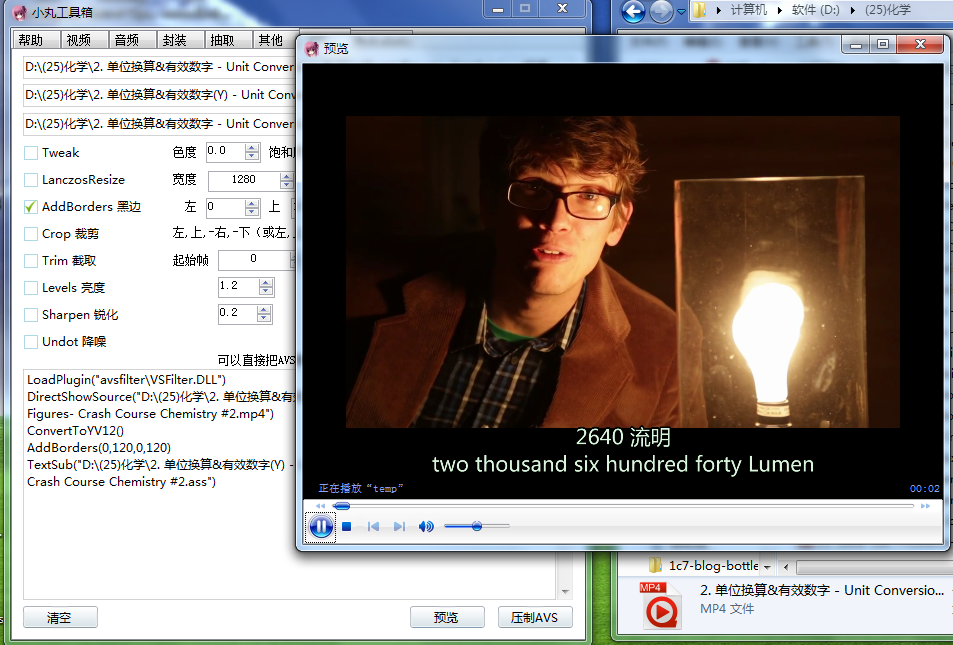 小丸工具箱
帮助 视频 音频 封装 抽取 其他
D:\(25)化学\2. 单位换算&有效数字 - Unit Conver
D:\(25)化学\2. 单位换算&有效数字(Y) - Unit Conv
D:\(25)化学\2. 单位换算&有效数字 - Unit Conver
Tweak 色度 0.0 饱和
LanczosResize 宽度 1280
AddBorders 黑边 左 0 上
Crop 裁剪 左,上,-右,-下（或左,
Trim 截取 起始帧 0
Levels 亮度 1.2
Sharpen 锐化 0.2
Undot 降噪
可以直接把AVS
LoadPlugin("avsfilter\VSFilter.DLL")
DirectShowSource("D:\(25)化学\2. 单位换算&有
Figures- Crash Course Chemistry #2.mp4")
ConvertToYV12()
AddBorders(0,120,0,120)
TextSub("D:\(25)化学\2. 单位换算&有效数字(Y) -
Crash Course Chemistry #2.ass")
清空 预览 压制AVS
预览
2640 流明
two thousand six hundred forty Lumen
正在播放“temp” 00:02
计算机 软件 (D:) (25)化学
1c7-blog-bottle
MP4
2. 单位换算&有效数字 - Unit Conversio...
MP4 文件